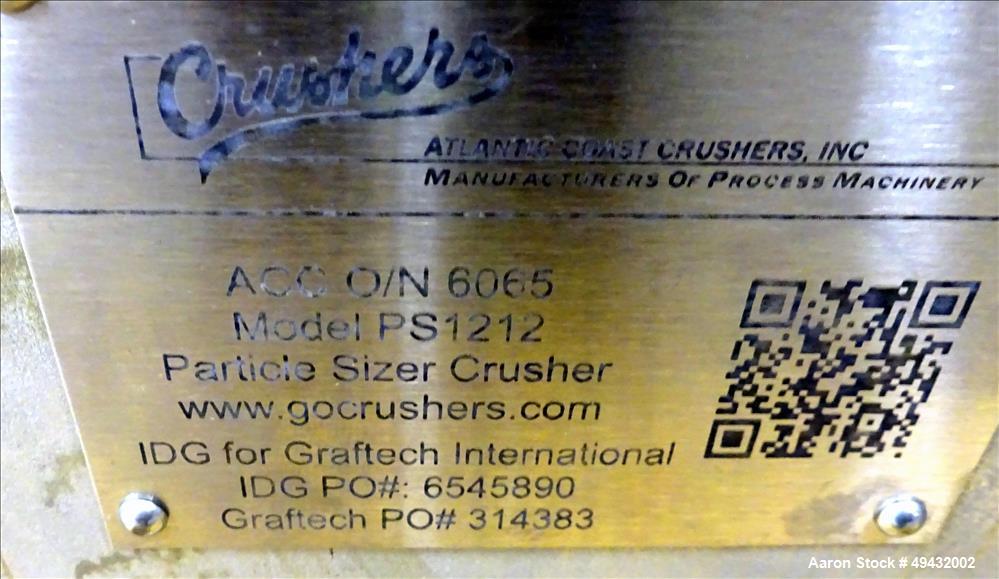 Crushers
ATLANTIC COAST CRUSHERS, INC
MANUFACTURERS OF PROCESS MACHINERY
ACC O/N 6065
Model PS1212
Particle Sizer Crusher
www.gocrushers.com
IDG for Graftech International
IDG PO#: 6545890
Graftech PO# 314383
Aaron Stock # 49432002